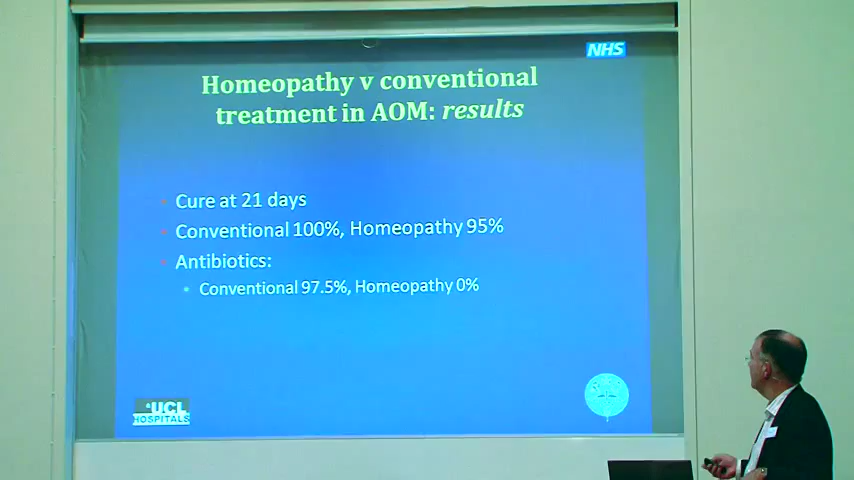 NHS
Homeopathy v conventional
treatment in AOM: results
Cure at 21 days
Conventional 100%, Homeopathy 95%
Antibiotics:
Conventional 97.5%, Homeopathy 0%
UCL
HOSPITALS